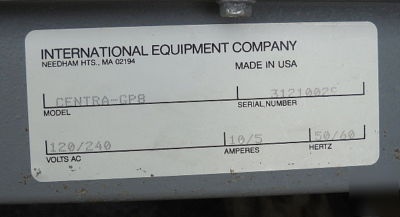 INTERNATIONAL EQUIPMENT COMPANY
NEEDHAM HTS., MA 02194
MADE IN USA
CENTRA-GP8
MODEL
SERIAL NUMBER
120/240
10/5
50/60
VOLTS AC
AMPERES
HERTZ